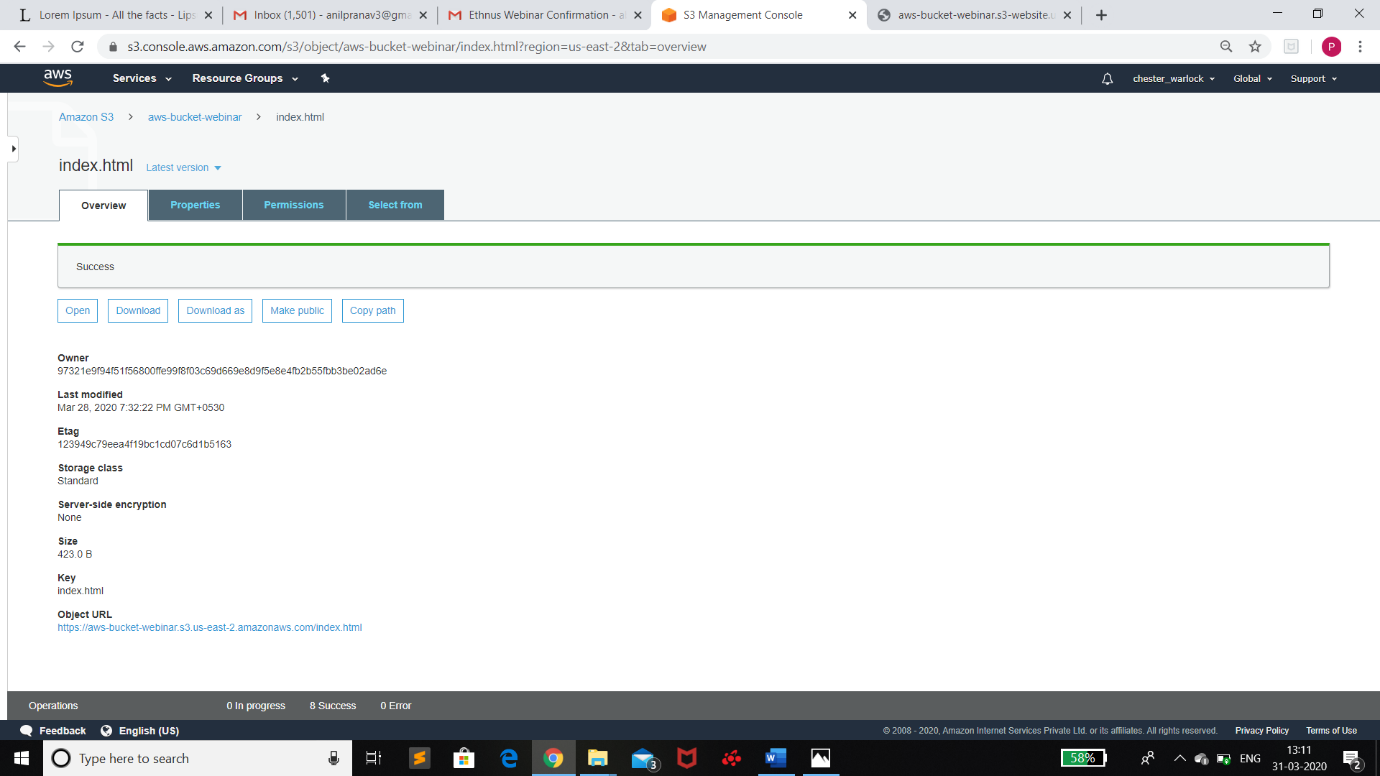 Lorem Ipsum - All the facts - Lips
Inbox (1,501) - anilpranav3@gma
Ethnus Webinar Confirmation - a
S3 Management Console
aws-bucket-webinar.s3-website.u
s3.console.aws.amazon.com/s3/object/aws-bucket-webinar/index.html?region=us-east-2&tab=overview
P
aws
Services
Resource Groups
chester_warlock
Global
Support
Amazon S3 > aws-bucket-webinar > index.html
index.html Latest version
Overview
Properties
Permissions
Select from
Success
Open
Download
Download as
Make public
Copy path
Owner
97321e9f94f51f56800ffe99f8f03c69d669e8d9f5e8e4fb2b55fbb3be02ad6e
Last modified
Mar 28, 2020 7:32:22 PM GMT+0530
Etag
123949c79eea4f19bc1cd07c6d1b5163
Storage class
Standard
Server-side encryption
None
Size
423.0 B
Key
index.html
Object URL
https://aws-bucket-webinar.s3.us-east-2.amazonaws.com/index.html
Operations
0 In progress
8 Success
0 Error
Feedback
English (US)
© 2008 - 2020, Amazon Internet Services Private Ltd. or its affiliates. All rights reserved.
Privacy Policy
Terms of Use
Type here to search
3
W
58%
ENG
13:11
31-03-2020
2